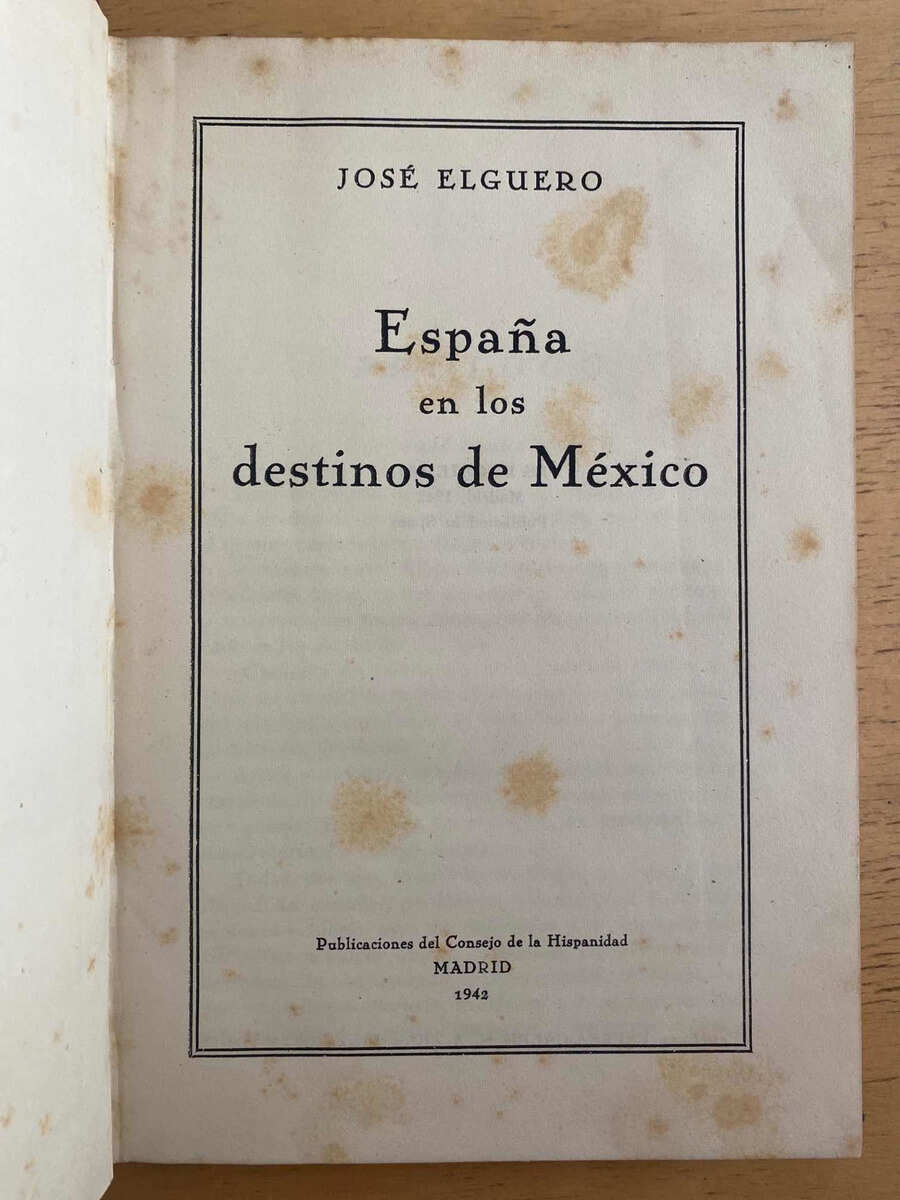 JOSÉ ELGUERO
España
en los
destinos de México
Publicaciones del Consejo de la Hispanidad
MADRID
1942